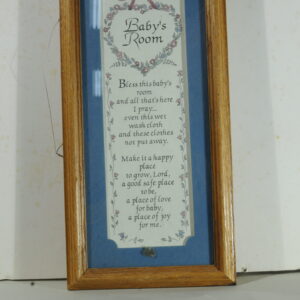 Baby's
Room
Bless this baby's
room
and all that's here
I pray...
even this wet
wash cloth
and these clothes
not put away.
Make it a happy
place
to grow, Lord,
a good safe place
to be,
a place of love
for baby,
a place of joy
for me.